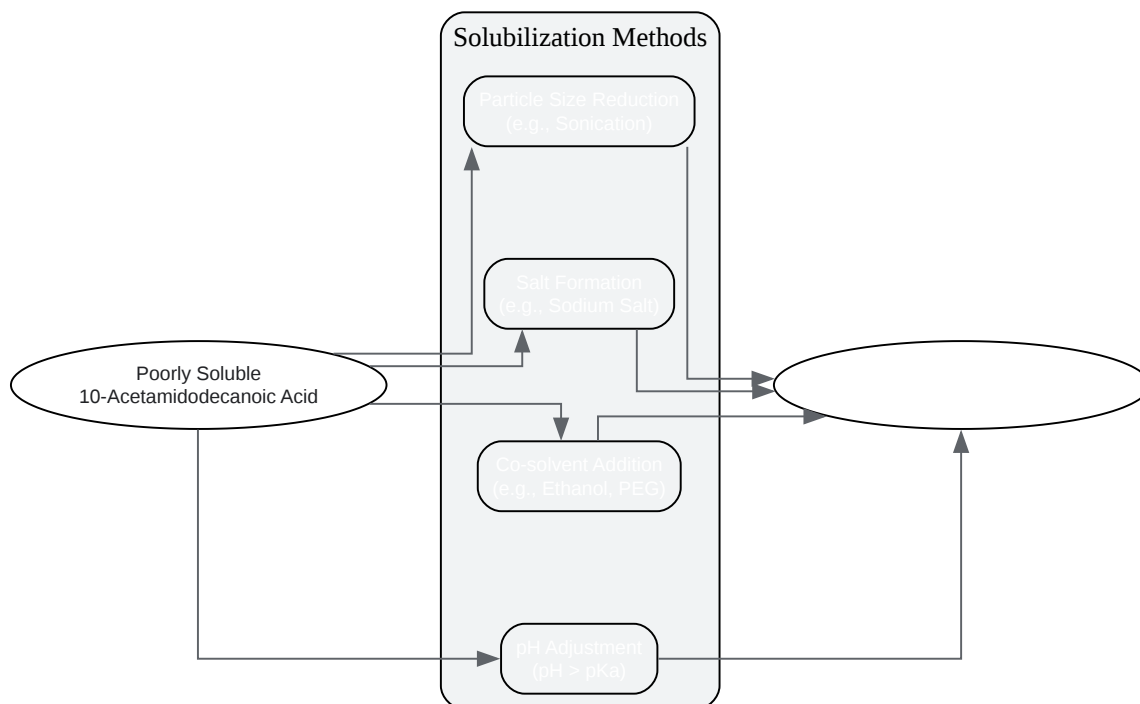 Solubilization Methods
Particle Size Reduction
(e.g., Sonication)
Salt Formation
(e.g., Sodium Salt)
Poorly Soluble
10-Acetamidodecanoic Acid
Co-solvent Addition
(e.g., Ethanol, PEG)
pH Adjustment
(pH > pKa)